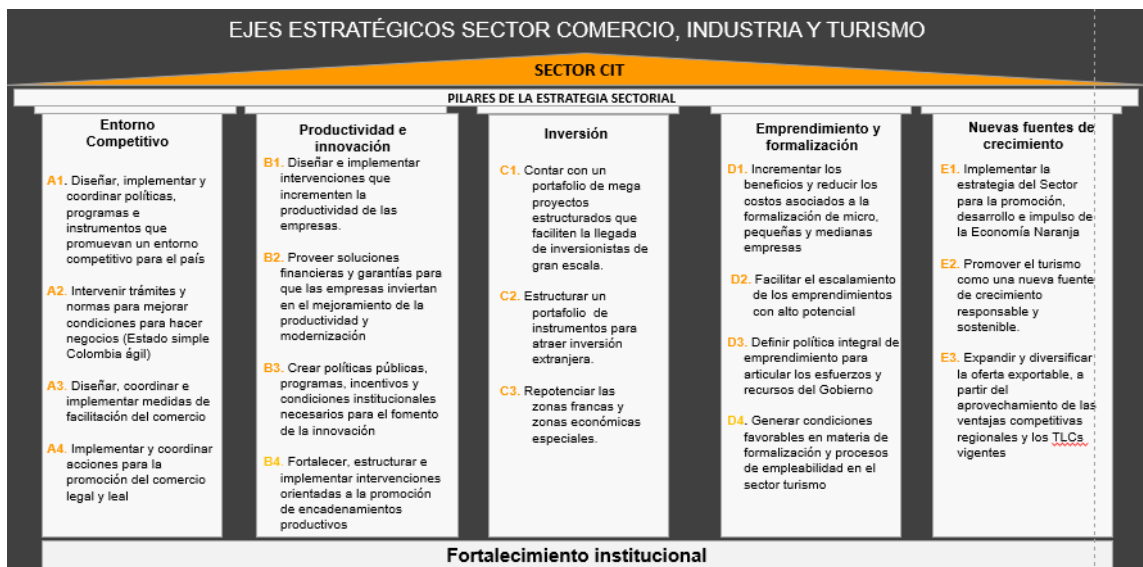 EJES ESTRATÉGICOS SECTOR COMERCIO, INDUSTRIA Y TURISMO
SECTOR CIT
PILARES DE LA ESTRATEGIA SECTORIAL
Entorno
Competitivo
A1. Diseñar, implementar y
coordinar políticas,
programas e
instrumentos que
promuevan un entorno
competitivo para el país
A2. Intervenir trámites y
normas para mejorar
condiciones para hacer
negocios (Estado simple
Colombia ágil)
A3. Diseñar, coordinar e
implementar medidas de
facilitación del comercio
A4. Implementar y coordinar
acciones para la
promoción del comercio
legal y leal
Productividad e
innovación
B1. Diseñar e implementar
intervenciones que
incrementen la
productividad de las
empresas.
B2. Proveer soluciones
financieras y garantías para
que las empresas inviertan
en el mejoramiento de la
productividad y
modernización
B3. Crear políticas públicas,
programas, incentivos y
condiciones institucionales
necesarios para el fomento
de la innovación
B4. Fortalecer, estructurar e
implementar intervenciones
orientadas a la promoción
de encadenamientos
productivos
Inversión
C1. Contar con un
portafolio de mega
proyectos
estructurados que
faciliten la llegada
de inversionistas de
gran escala.
C2. Estructurar un
portafolio de
instrumentos para
atraer inversión
extranjera.
C3. Repotenciar las
zonas francas y
zonas económicas
especiales.
Emprendimiento y
formalización
D1. Incrementar los
beneficios y reducir los
costos asociados a la
formalización de micro,
pequeñas y medianas
empresas
D2. Facilitar el escalamiento
de los emprendimientos
con alto potencial
D3. Definir política integral de
emprendimiento para
articular los esfuerzos y
recursos del Gobierno
D4. Generar condiciones
favorables en materia de
formalización y procesos
de empleabilidad en el
sector turismo
Nuevas fuentes de
crecimiento
E1. Implementar la
estrategia del Sector
para la promoción,
desarrollo e impulso de
la Economía Naranja
E2. Promover el turismo
como una nueva fuente
de crecimiento
responsable y
sostenible.
E3. Expandir y diversificar
la oferta exportable, a
partir del
aprovechamiento de las
ventajas competitivas
regionales y los TLCs
vigentes
Fortalecimiento institucional